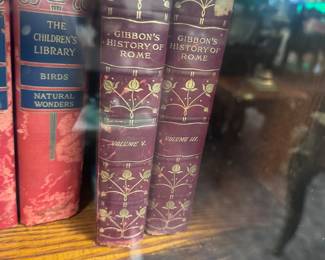 THE
CHILDREN'S
LIBRARY
BIRDS
NATURAL
WONDERS
GIBBON'S
HISTORY OF
ROME
VOLUME V.
GIBBON'S
HISTORY OF
ROME
VOLUME III.